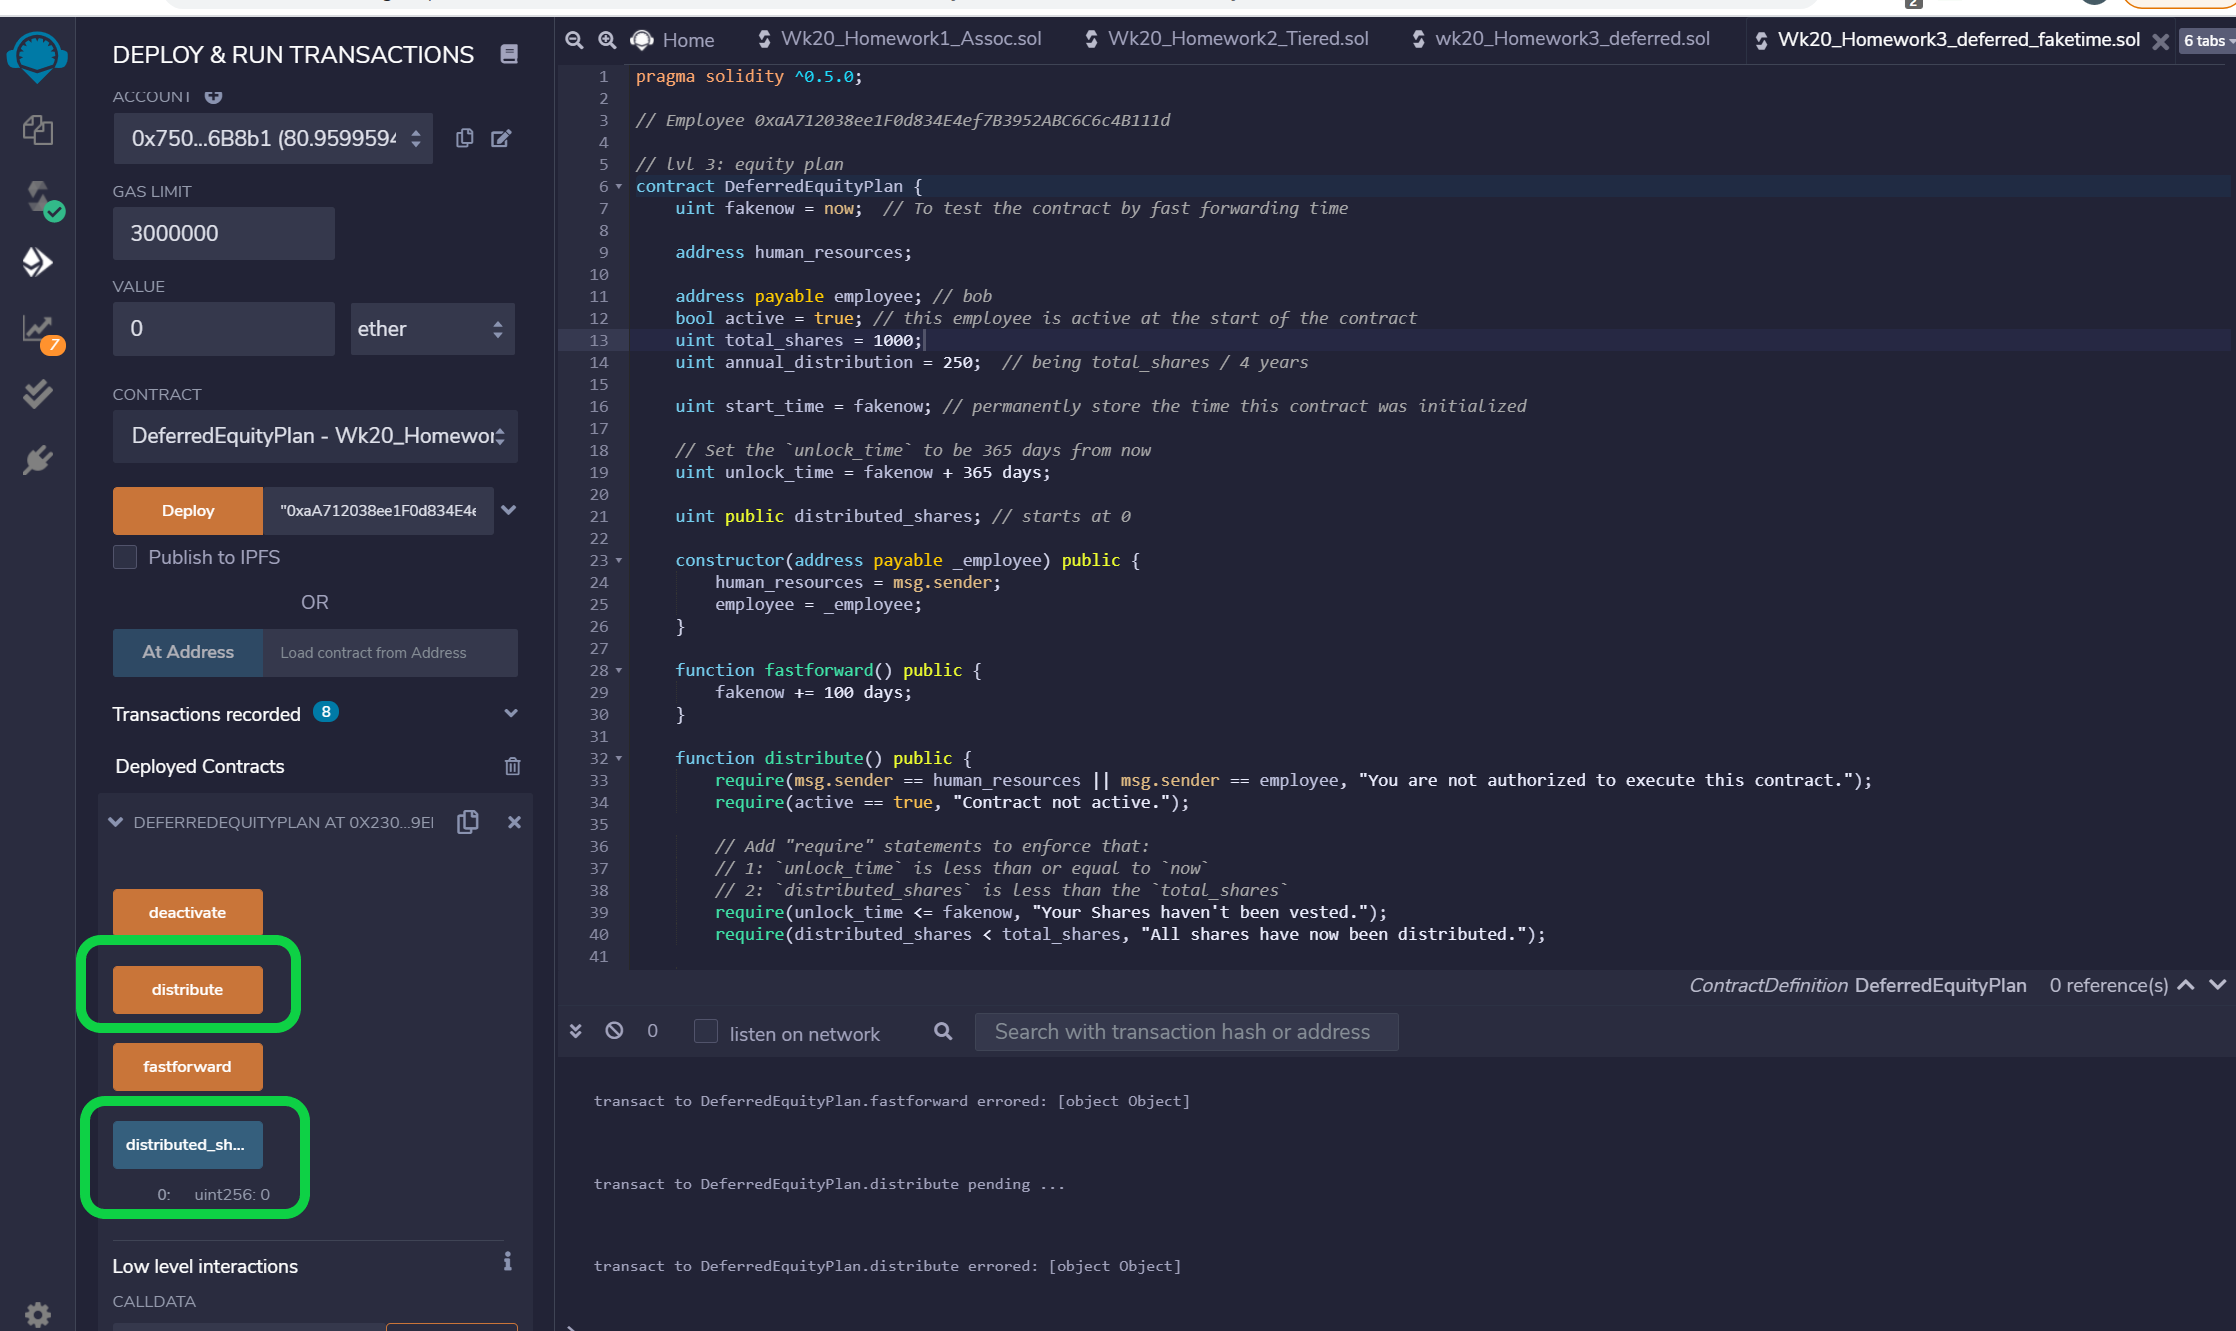 2
DEPLOY & RUN TRANSACTIONS
ACCOUNT
0x750...6B8b1 (80.9599594
GAS LIMIT
3000000
VALUE
0
ether
CONTRACT
DeferredEquityPlan - Wk20_Homewor
Deploy
"0xaA712038ee1F0d834E4e
Publish to IPFS
OR
At Address
Load contract from Address
Transactions recorded 8
Deployed Contracts
DEFERREDEQUITYPLAN AT 0X230...9E
deactivate
distribute
fastforward
distributed_sh...
0: uint256: 0
Low level interactions
CALLDATA
7
Home
Wk20_Homework1_Assoc.sol
Wk20_Homework2_Tiered.sol
wk20_Homework3_deferred.sol
Wk20_Homework3_deferred_faketime.sol
6 tabs
1 pragma solidity ^0.5.0;
2
3 // Employee 0xaA712038ee1F0d834E4ef7B3952ABC6C6c4B111d
4
5 // lvl 3: equity plan
6 contract DeferredEquityPlan {
7 uint fakenow = now; // To test the contract by fast forwarding time
8
9 address human_resources;
10
11 address payable employee; // bob
12 bool active = true; // this employee is active at the start of the contract
13 uint total_shares = 1000;
14 uint annual_distribution = 250; // being total_shares / 4 years
15
16 uint start_time = fakenow; // permanently store the time this contract was initialized
17
18 // Set the `unlock_time` to be 365 days from now
19 uint unlock_time = fakenow + 365 days;
20
21 uint public distributed_shares; // starts at 0
22
23 constructor(address payable _employee) public {
24 human_resources = msg.sender;
25 employee = _employee;
26 }
27
28 function fastforward() public {
29 fakenow += 100 days;
30 }
31
32 function distribute() public {
33 require(msg.sender == human_resources || msg.sender == employee, "You are not authorized to execute this contract.");
34 require(active == true, "Contract not active.");
35
36 // Add "require" statements to enforce that:
37 // 1: `unlock_time` is less than or equal to `now`
38 // 2: `distributed_shares` is less than the `total_shares`
39 require(unlock_time <= fakenow, "Your Shares haven't been vested.");
40 require(distributed_shares < total_shares, "All shares have now been distributed.");
41
ContractDefinition DeferredEquityPlan 0 reference(s)
0
listen on network
Search with transaction hash or address
transact to DeferredEquityPlan.fastforward errored: [object Object]
transact to DeferredEquityPlan.distribute pending ...
transact to DeferredEquityPlan.distribute errored: [object Object]
>